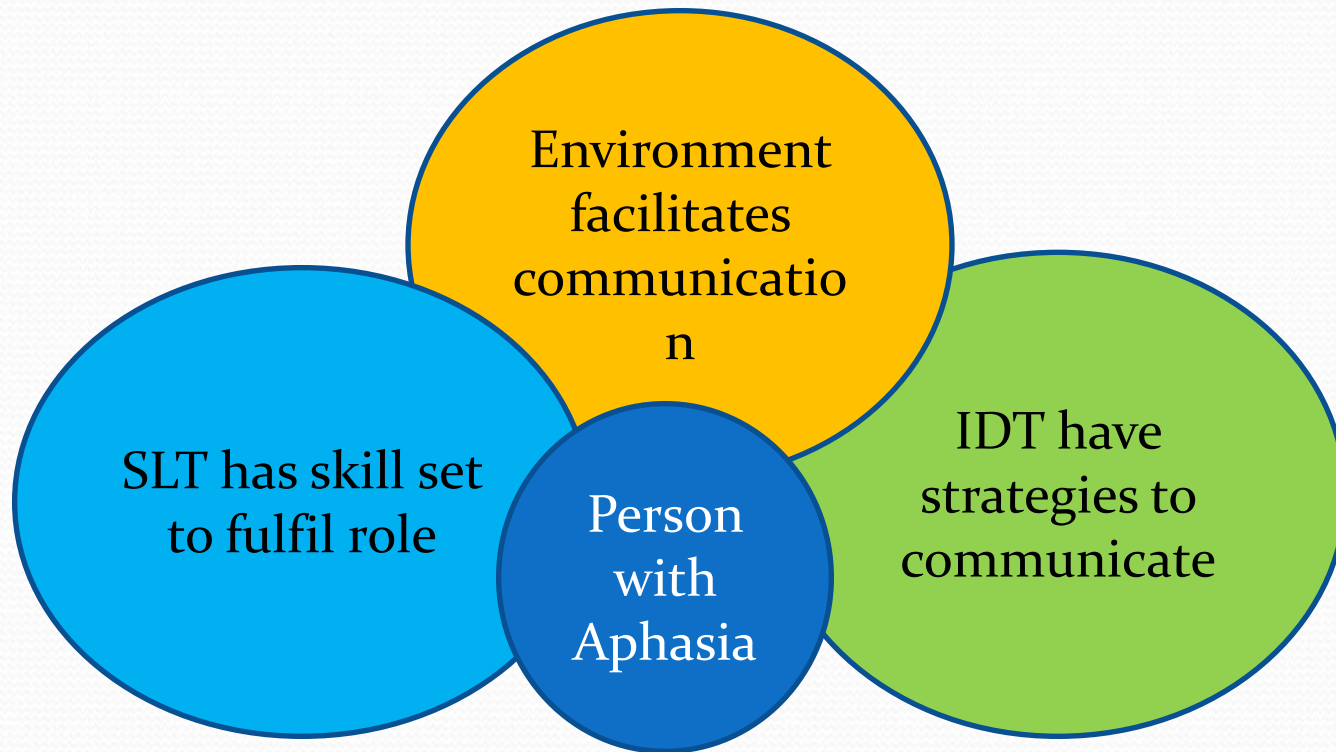 Environment
facilitates
communicatio
n
SLT has skill set
to fulfil role
Person
with
Aphasia
IDT have
strategies to
communicate